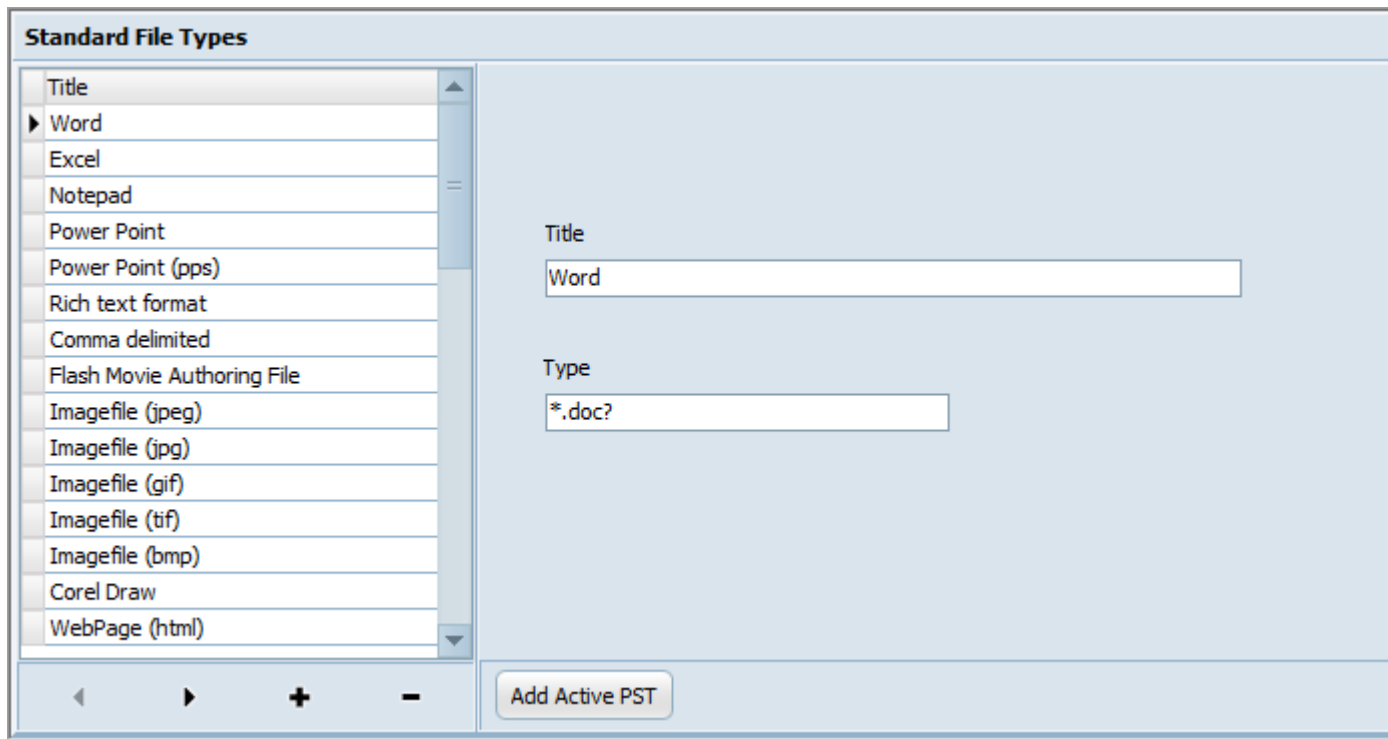 Standard File Types
Title
Word
Excel
Notepad
Power Point
Power Point (pps)
Rich text format
Comma delimited
Flash Movie Authoring File
Imagefile (jpeg)
Imagefile (jpg)
Imagefile (gif)
Imagefile (tif)
Imagefile (bmp)
Corel Draw
WebPage (html)
Title
Word
Type
*.doc?
Add Active PST